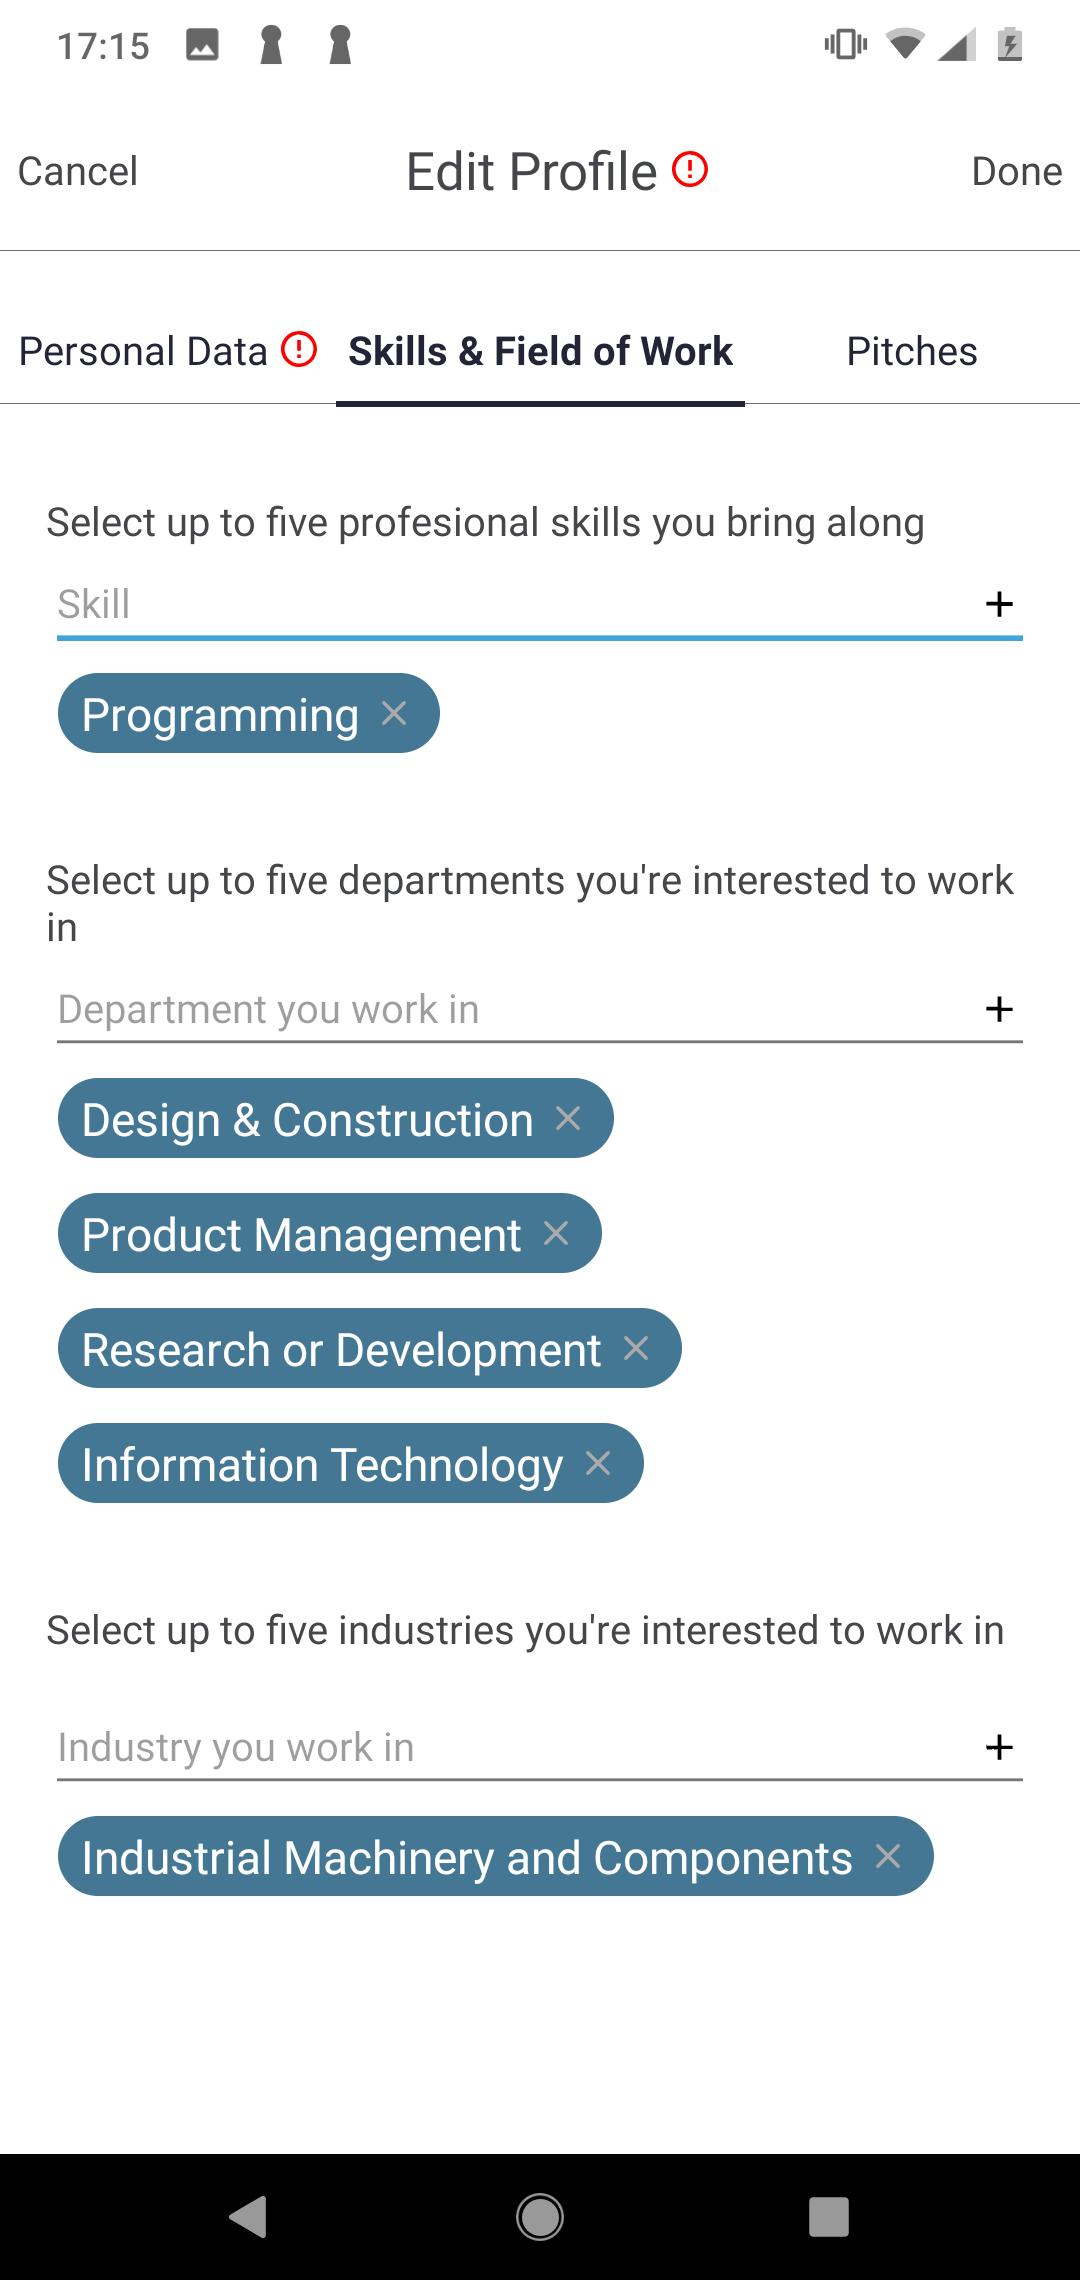 17:15
Cancel
Edit Profile
Done
Personal Data
Skills & Field of Work
Pitches
Select up to five profesional skills you bring along
Skill
+
Programming
Select up to five departments you're interested to work
in
Department you work in
+
Design & Construction
Product Management
Research or Development
Information Technology
Select up to five industries you're interested to work in
Industry you work in
+
Industrial Machinery and Components